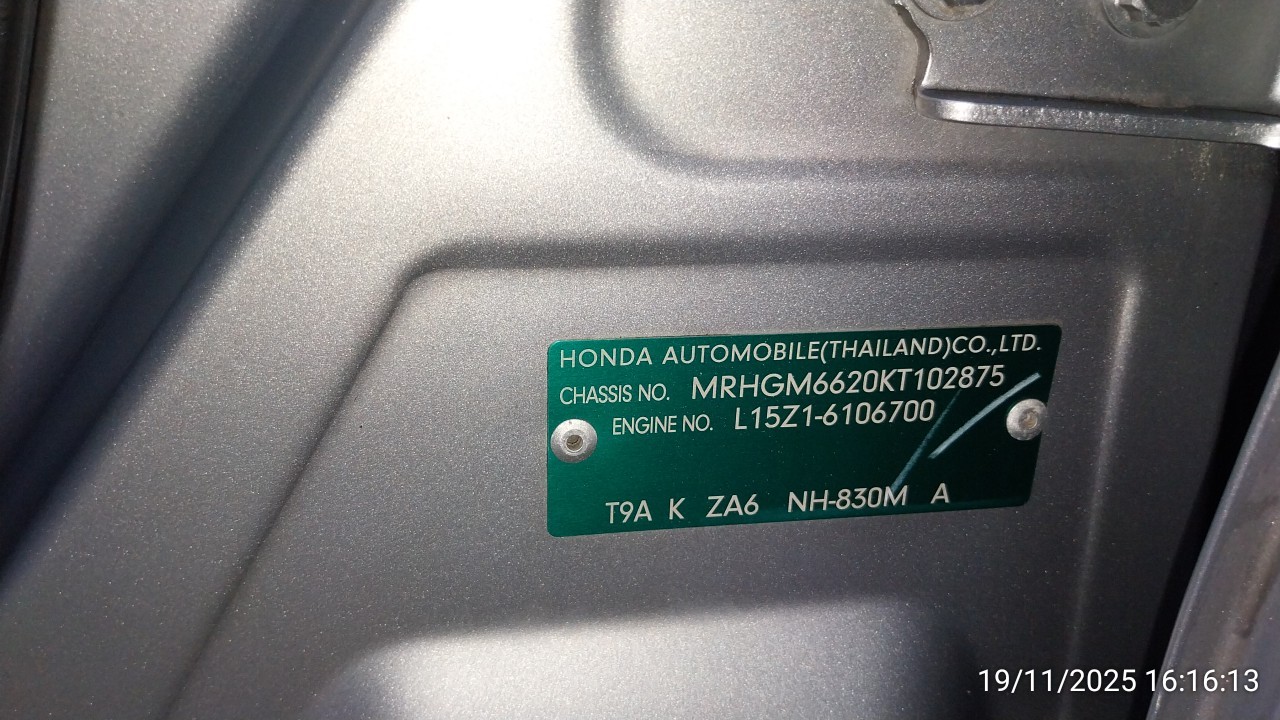 HONDA AUTOMOBILE(THAILAND)CO.,LTD.
CHASSIS NO. MRHGM6620KT102875
ENGINE NO. L15Z1-6106700
T9A K ZA6 NH-830M A
19/11/2025 16:16:13